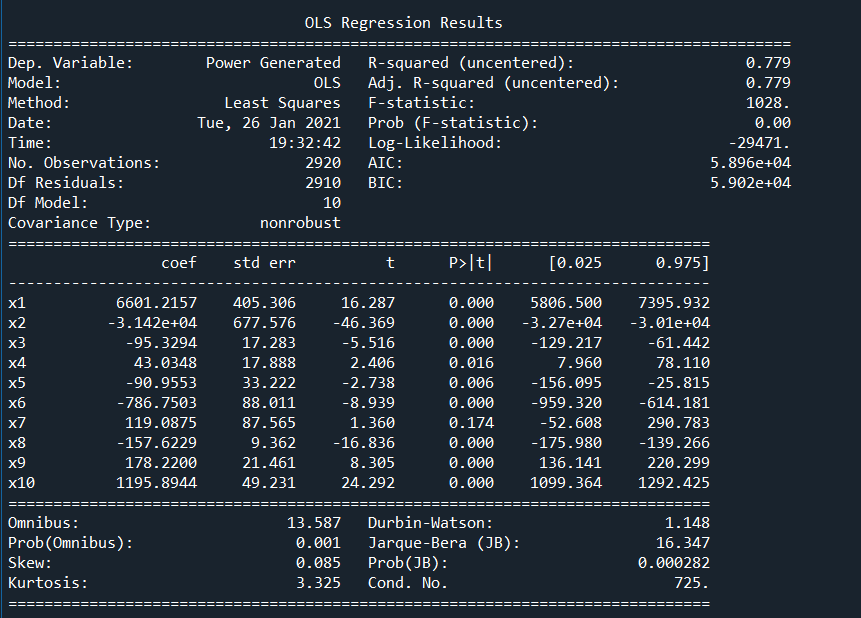 OLS Regression Results
==============================================================================
Dep. Variable: Power Generated R-squared (uncentered): 0.779
Model: OLS Adj. R-squared (uncentered): 0.779
Method: Least Squares F-statistic: 1028.
Date: Tue, 26 Jan 2021 Prob (F-statistic): 0.00
Time: 19:32:42 Log-Likelihood: -29471.
No. Observations: 2920 AIC: 5.896e+04
Df Residuals: 2910 BIC: 5.902e+04
Df Model: 10
Covariance Type: nonrobust
==============================================================================
coef std err t P>|t| [0.025 0.975]
------------------------------------------------------------------------------
x1 6601.2157 405.306 16.287 0.000 5806.500 7395.932
x2 -3.142e+04 677.576 -46.369 0.000 -3.27e+04 -3.01e+04
x3 -95.3294 17.283 -5.516 0.000 -129.217 -61.442
x4 43.0348 17.888 2.406 0.016 7.960 78.110
x5 -90.9553 33.222 -2.738 0.006 -156.095 -25.815
x6 -786.7503 88.011 -8.939 0.000 -959.320 -614.181
x7 119.0875 87.565 1.360 0.174 -52.608 290.783
x8 -157.6229 9.362 -16.836 0.000 -175.980 -139.266
x9 178.2200 21.461 8.305 0.000 136.141 220.299
x10 1195.8944 49.231 24.292 0.000 1099.364 1292.425
==============================================================================
Omnibus: 13.587 Durbin-Watson: 1.148
Prob(Omnibus): 0.001 Jarque-Bera (JB): 16.347
Skew: 0.085 Prob(JB): 0.000282
Kurtosis: 3.325 Cond. No. 725.
==============================================================================